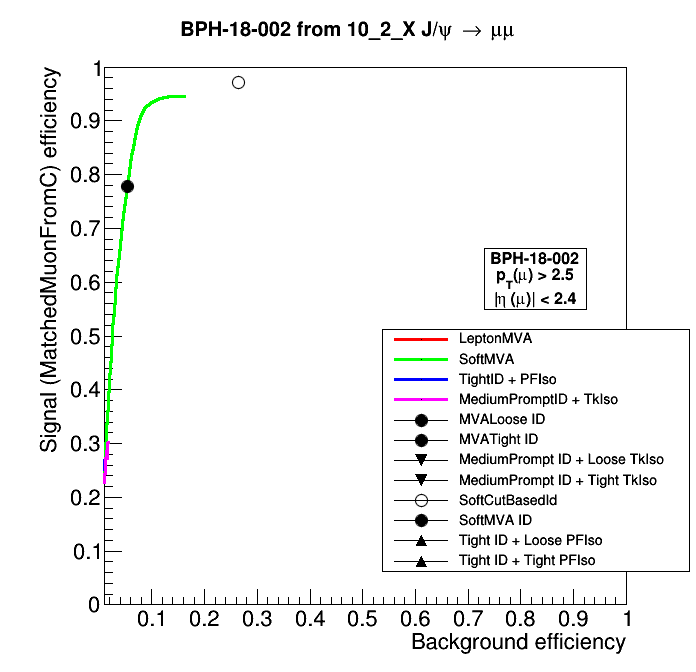 BPH-18-002 from 10_2_X J/ψ → μμ
Signal (MatchedMuonFromC) efficiency
1
0.9
0.8
0.7
0.6
0.5
0.4
0.3
0.2
0.1
0
BPH-18-002
pT(μ) > 2.5
|η (μ)| < 2.4
LeptonMVA
SoftMVA
TightID + PFIso
MediumPromptID + TkIso
MVALoose ID
MVATight ID
MediumPrompt ID + Loose TkIso
MediumPrompt ID + Tight TkIso
SoftCutBasedId
SoftMVA ID
Tight ID + Loose PFIso
Tight ID + Tight PFIso
0.1 0.2 0.3 0.4 0.5 0.6 0.7 0.8 0.9 1
Background efficiency